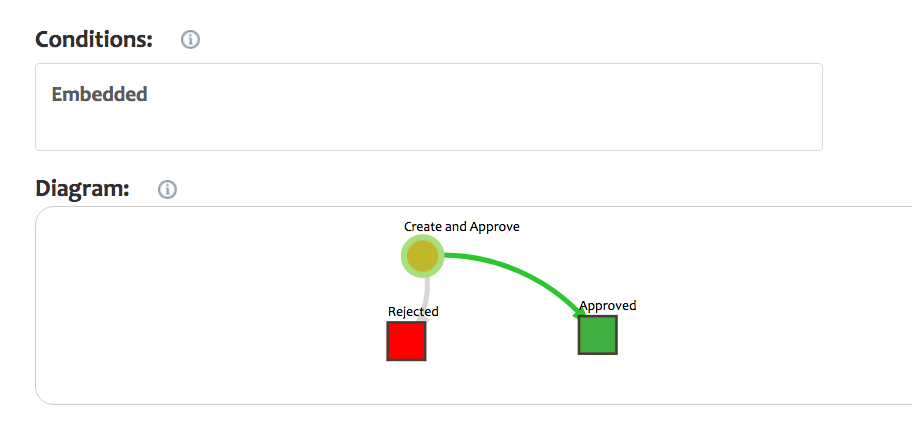 Conditions:
Embedded
Diagram:
Create and Approve
Rejected
Approved